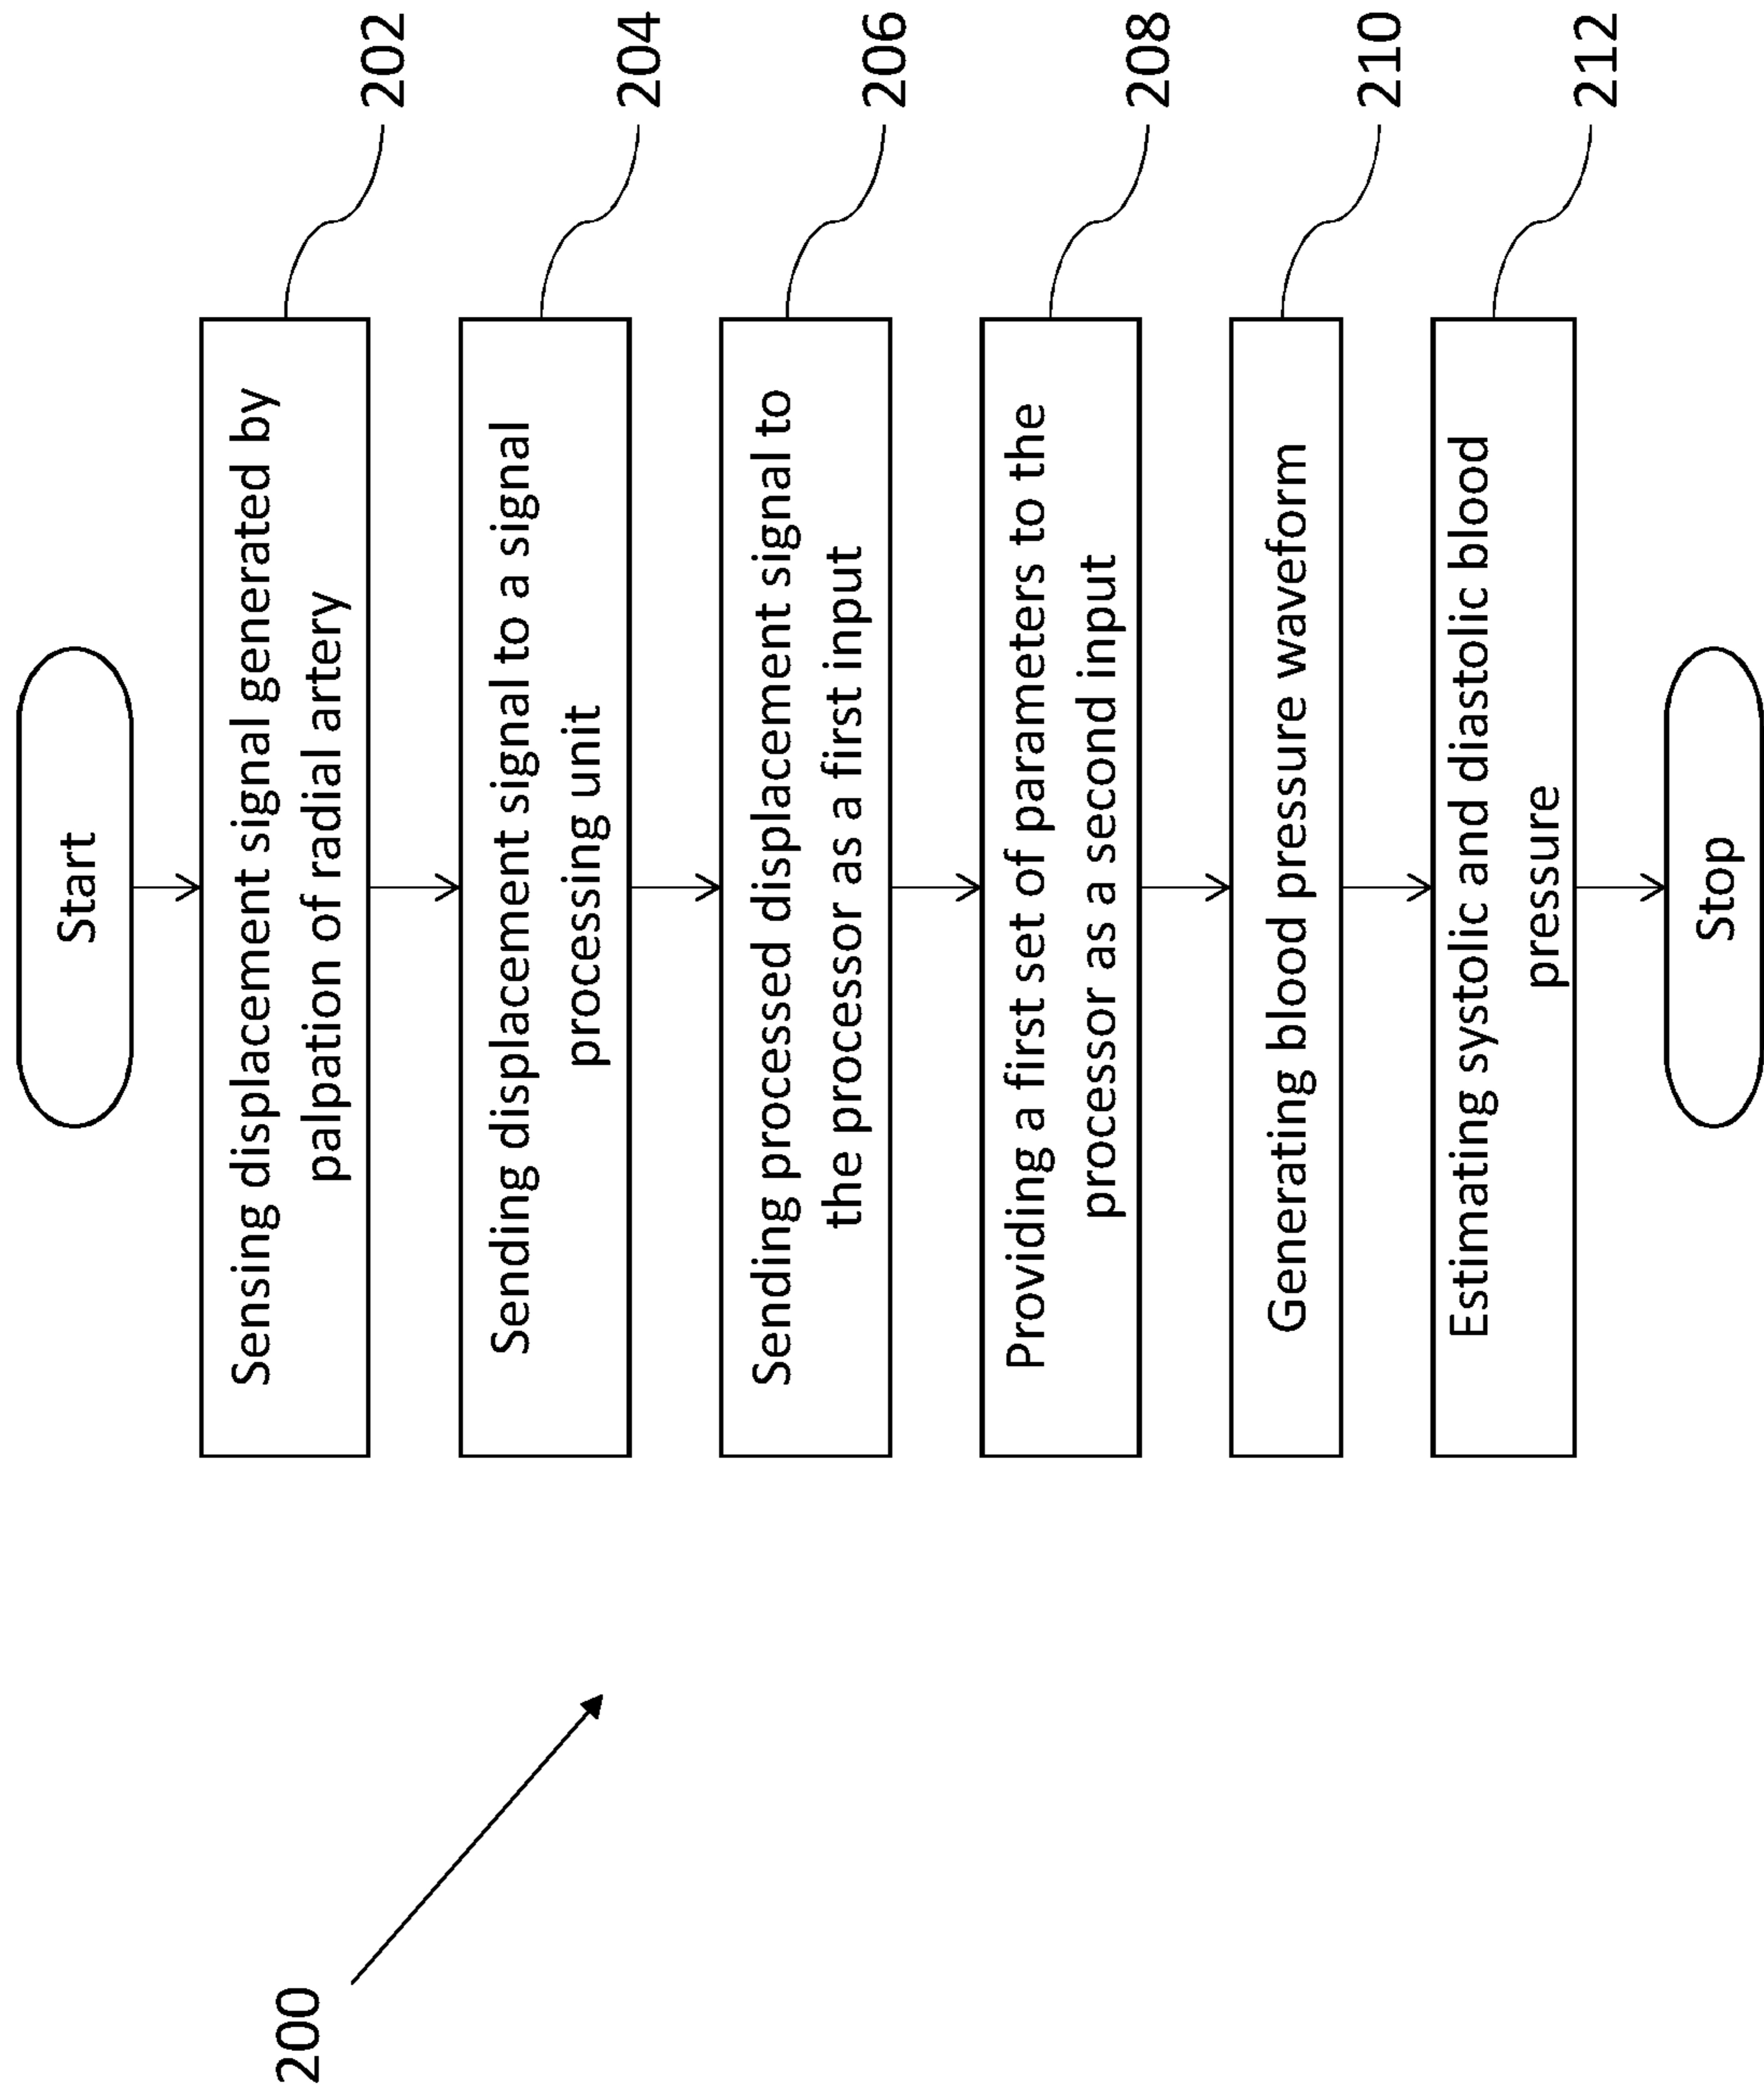 Start
Sensing displacement signal generated by
palpation of radial artery
202
Sending displacement signal to a signal
processing unit
204
Sending processed displacement signal to
the processor as a first input
206
Providing a first set of parameters to the
processor as a second input
208
Generating blood pressure waveform
210
Estimating systolic and diastolic blood
pressure
212
Stop
200